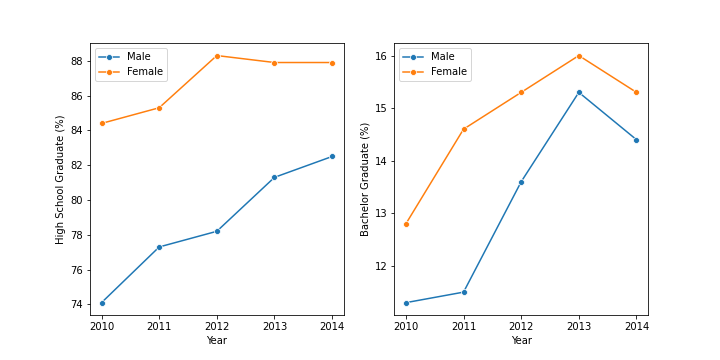 Male
Female
88
86
84
82
80
78
76
74
High School Graduate (%)
2010 2011 2012 2013 2014
Year
Male
Female
16
15
14
13
12
Bachelor Graduate (%)
2010 2011 2012 2013 2014
Year